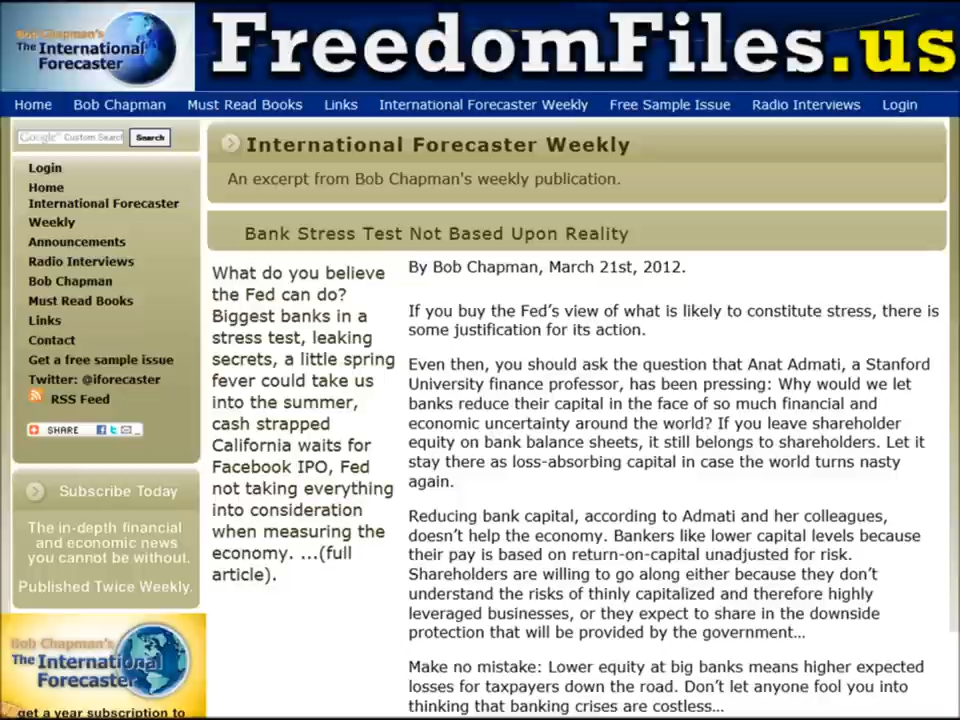 Bob Chapman's
The International
Forecaster
FreedomFiles.us
Home Bob Chapman Must Read Books Links International Forecaster Weekly Free Sample Issue Radio Interviews Login
Google Custom Search Search
Login
Home
International Forecaster
Weekly
Announcements
Radio Interviews
Bob Chapman
Must Read Books
Links
Contact
Get a free sample issue
Twitter: @iforecaster
RSS Feed
SHARE
Subscribe Today
The in-depth financial
and economic news
you cannot be without.
Published Twice Weekly.
Bob Chapman's
The International
Forecaster
get a year subscription to
International Forecaster Weekly
An excerpt from Bob Chapman's weekly publication.
Bank Stress Test Not Based Upon Reality
What do you believe
the Fed can do?
Biggest banks in a
stress test, leaking
secrets, a little spring
fever could take us
into the summer,
cash strapped
California waits for
Facebook IPO, Fed
not taking everything
into consideration
when measuring the
economy. ...(full
article).
By Bob Chapman, March 21st, 2012.
If you buy the Fed's view of what is likely to constitute stress, there is
some justification for its action.
Even then, you should ask the question that Anat Admati, a Stanford
University finance professor, has been pressing: Why would we let
banks reduce their capital in the face of so much financial and
economic uncertainty around the world? If you leave shareholder
equity on bank balance sheets, it still belongs to shareholders. Let it
stay there as loss-absorbing capital in case the world turns nasty
again.
Reducing bank capital, according to Admati and her colleagues,
doesn't help the economy. Bankers like lower capital levels because
their pay is based on return-on-capital unadjusted for risk.
Shareholders are willing to go along either because they don't
understand the risks of thinly capitalized and therefore highly
leveraged businesses, or they expect to share in the downside
protection that will be provided by the government...
Make no mistake: Lower equity at big banks means higher expected
losses for taxpayers down the road. Don't let anyone fool you into
thinking that banking crises are costless...